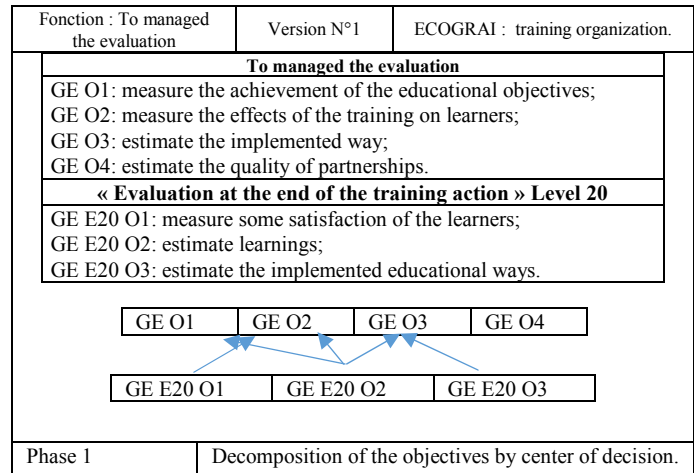 Fonction : To managed
the evaluation
Version N°1
ECOGRAI : training organization.
To managed the evaluation
GE O1: measure the achievement of the educational objectives;
GE O2: measure the effects of the training on learners;
GE O3: estimate the implemented way;
GE O4: estimate the quality of partnerships.
« Evaluation at the end of the training action » Level 20
GE E20 O1: measure some satisfaction of the learners;
GE E20 O2: estimate learnings;
GE E20 O3: estimate the implemented educational ways.
GE O1 GE O2 GE O3 GE O4
GE E20 O1 GE E20 O2 GE E20 O3
Phase 1 Decomposition of the objectives by center of decision.